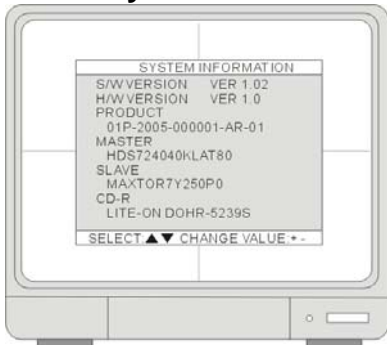 SYSTEM INFORMATION
S/W VERSION VER 1.02
H/W VERSION VER 1.0
PRODUCT
01P-2005-000001-AR-01
MASTER
HDS724040KLAT80
SLAVE
MAXTOR7Y250P0
CD-R
LITE-ON DOHR-5239S
SELECT:▲▼ CHANGE VALUE:+ -